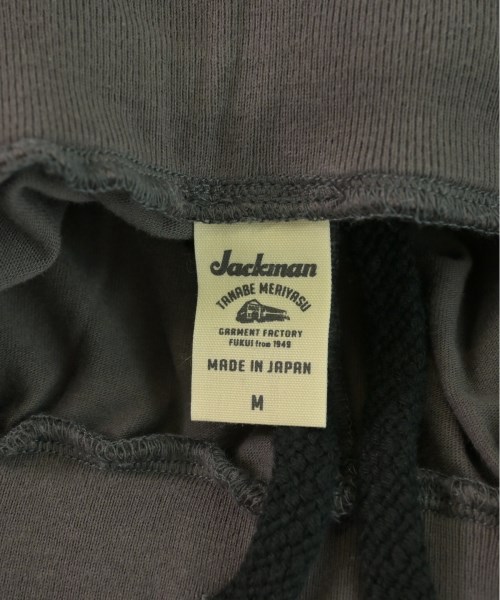 Jackman
TANABE MERIYASU
GARMENT FACTORY
FUKUI from 1949
MADE IN JAPAN
M